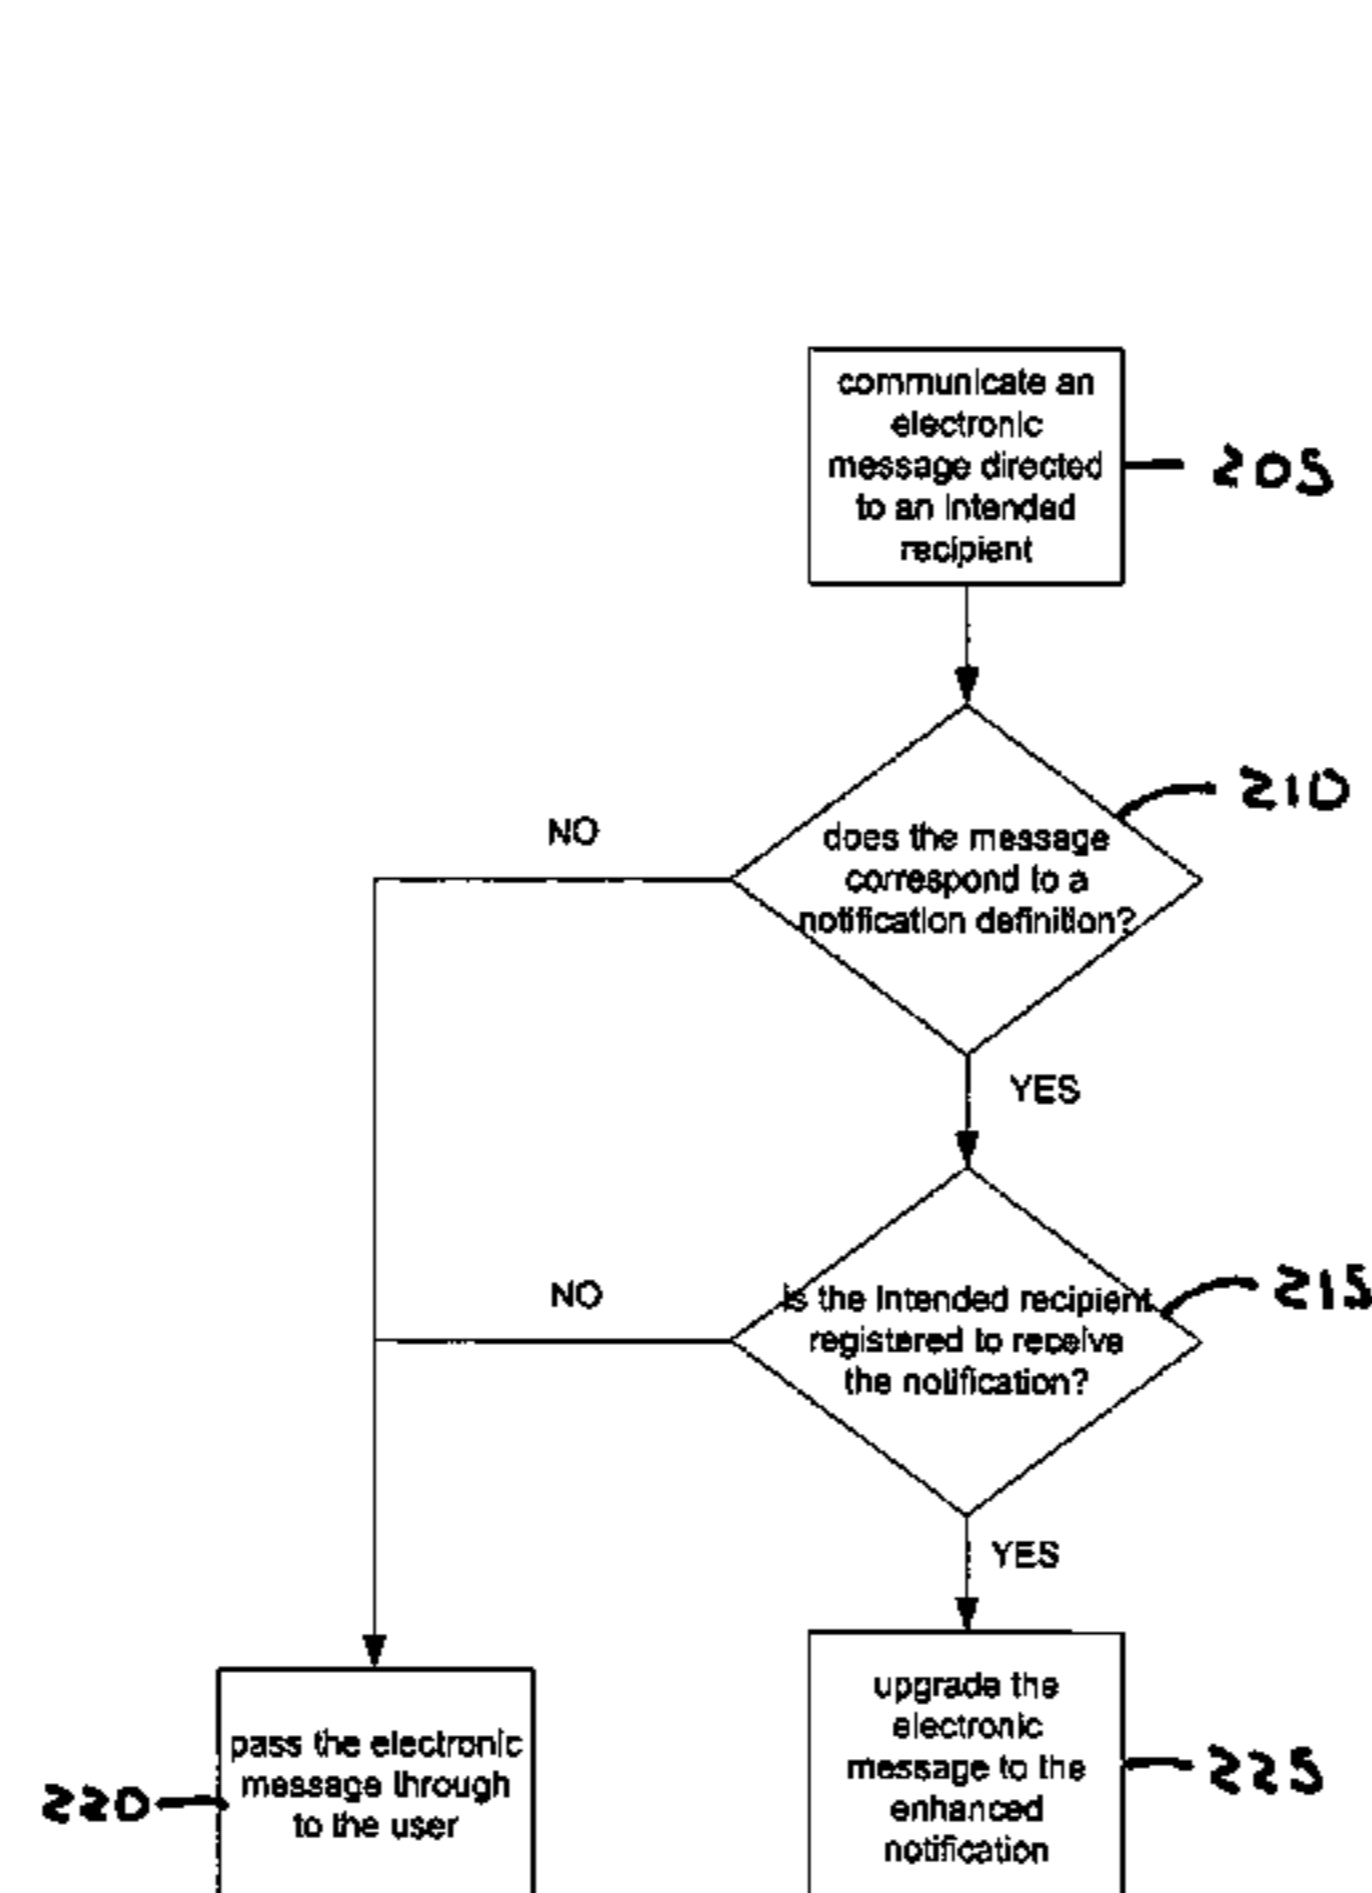 communicate an
electronic
message directed
to an intended
recipient
205
210
NO
does the message
correspond to a
notification definition?
YES
215
NO
is the intended recipient
registered to receive
the notification?
YES
upgrade the
electronic
message to the
enhanced
notification
225
pass the electronic
message through
to the user
220